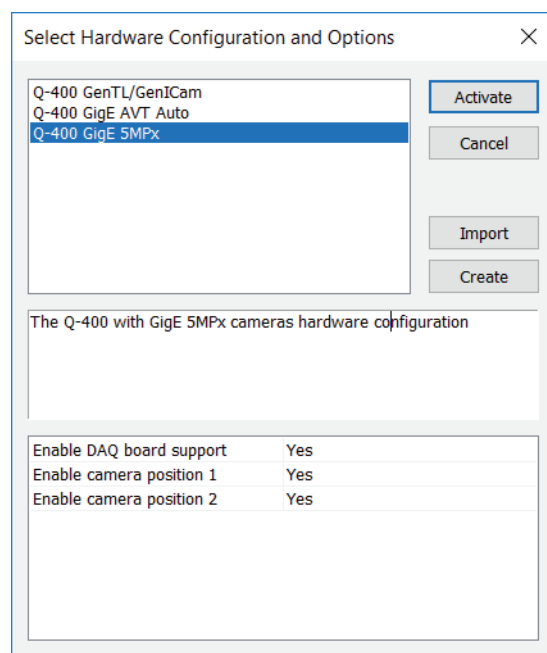 Select Hardware Configuration and Options
Q-400 GenTL/GenICam
Q-400 GigE AVT Auto
Q-400 GigE 5MPx
Activate
Cancel
Import
Create
The Q-400 with GigE 5MPx cameras hardware configuration
Enable DAQ board support Yes
Enable camera position 1 Yes
Enable camera position 2 Yes